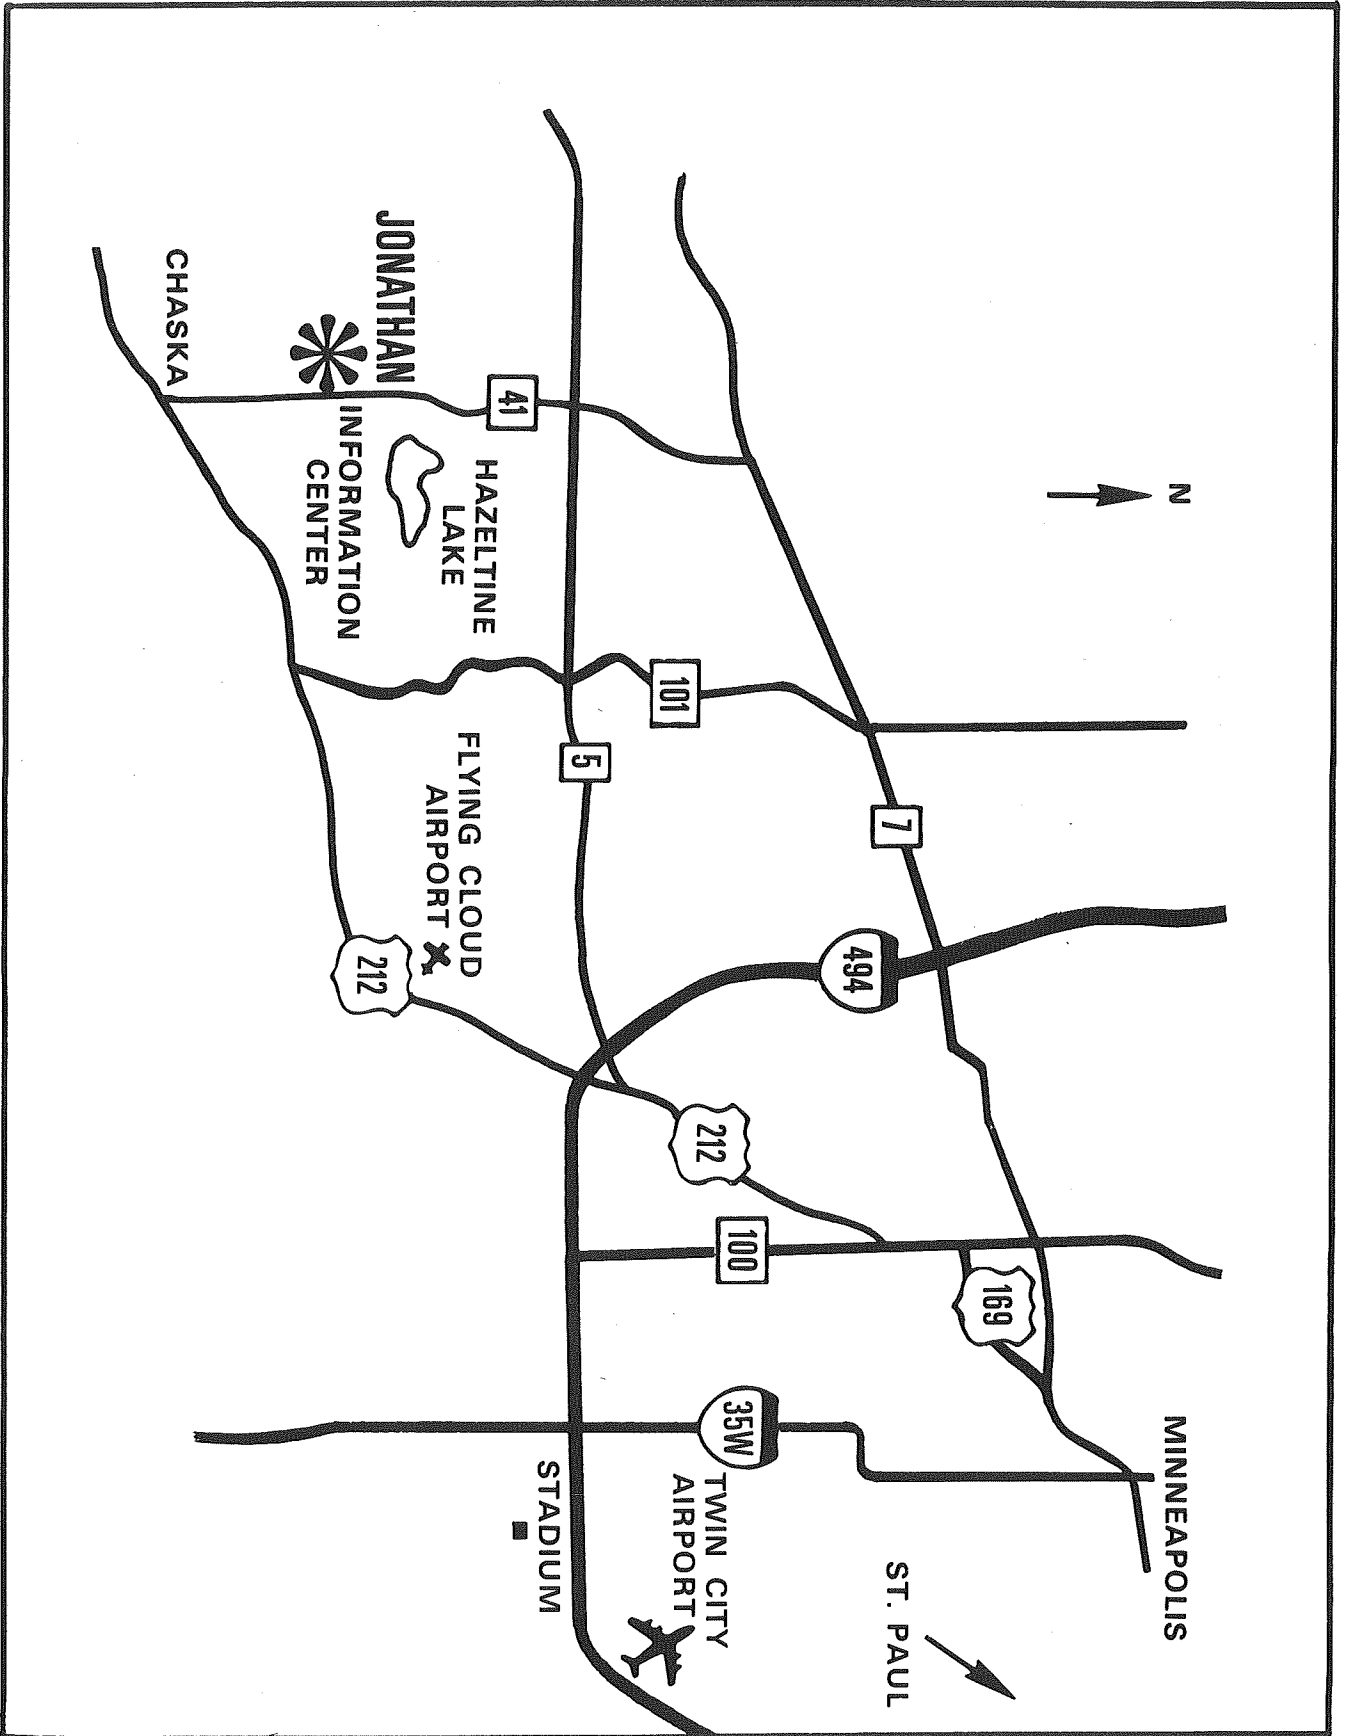 N
MINNEAPOLIS
7
494
169
ST. PAUL
101
212
100
35W
TWIN CITY
AIRPORT
41
5
STADIUM
JONATHAN
HAZELTINE
LAKE
FLYING CLOUD
AIRPORT
212
INFORMATION
CENTER
CHASKA